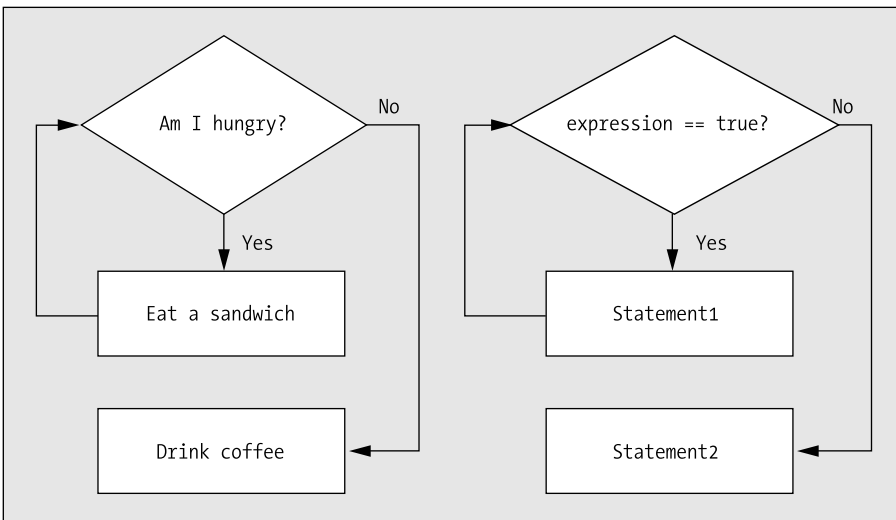 Am I hungry?
No
Yes
Eat a sandwich
Drink coffee
expression == true?
No
Yes
Statement1
Statement2